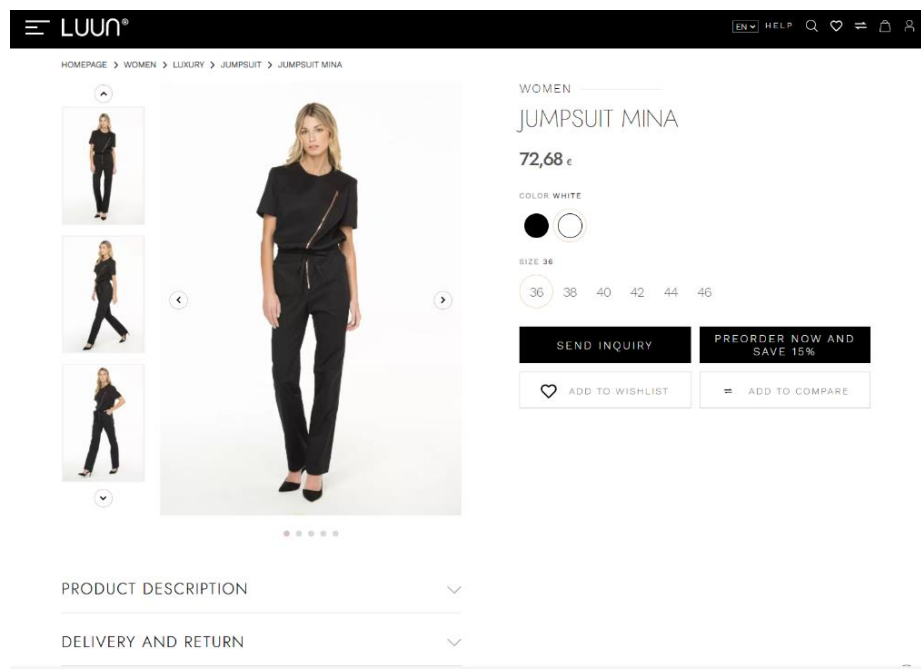 LUUN®
EN HELP
HOMEPAGE > WOMEN > LUXURY > JUMPSUIT > JUMPSUIT MINA
WOMEN
JUMPSUIT MINA
72,68 €
COLOR WHITE
SIZE 36
36 38 40 42 44 46
SEND INQUIRY
PREORDER NOW AND
SAVE 15%
ADD TO WISHLIST
ADD TO COMPARE
PRODUCT DESCRIPTION
DELIVERY AND RETURN